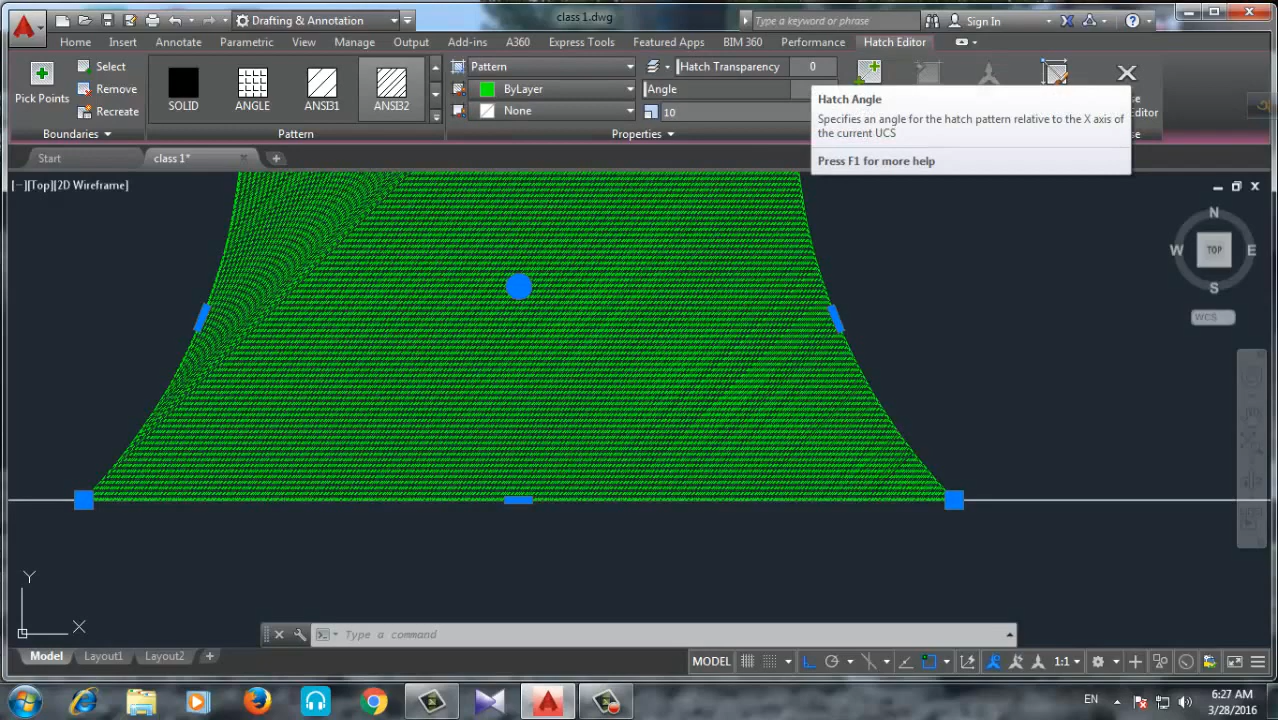 Drafting & Annotation
class 1.dwg
Type a keyword or phrase
Sign In
Home
Insert
Annotate
Parametric
View
Manage
Output
Add-ins
A360
Express Tools
Featured Apps
BIM 360
Performance
Hatch Editor
Pick Points
Select
Remove
Recreate
SOLID
ANGLE
ANSI31
ANSI32
Pattern
ByLayer
None
Hatch Transparency 0
Angle
10
Boundaries
Pattern
Properties
Hatch Angle
Specifies an angle for the hatch pattern relative to the X axis of
the current UCS
Press F1 for more help
Start
class 1*
[−][Top][2D Wireframe]
N
W
TOP
E
S
WCS
Y
X
Type a command
Model
Layout1
Layout2
MODEL
1:1
EN
6:27 AM
3/28/2016